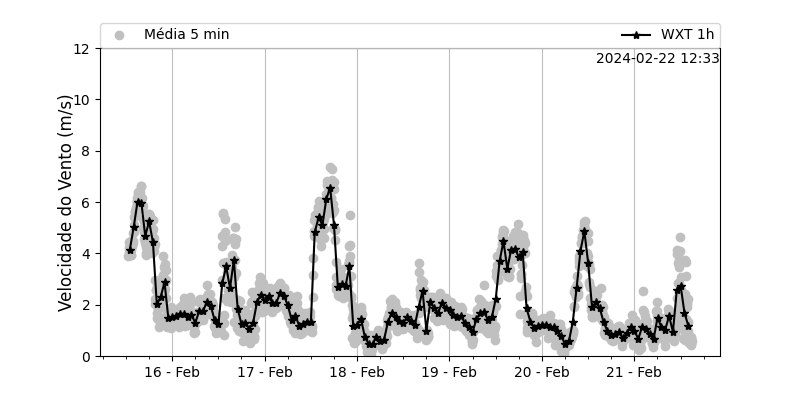 Média 5 min
WXT 1h
2024-02-22 12:33
Velocidade do Vento (m/s)
12
10
8
6
4
2
0
16 - Feb
17 - Feb
18 - Feb
19 - Feb
20 - Feb
21 - Feb